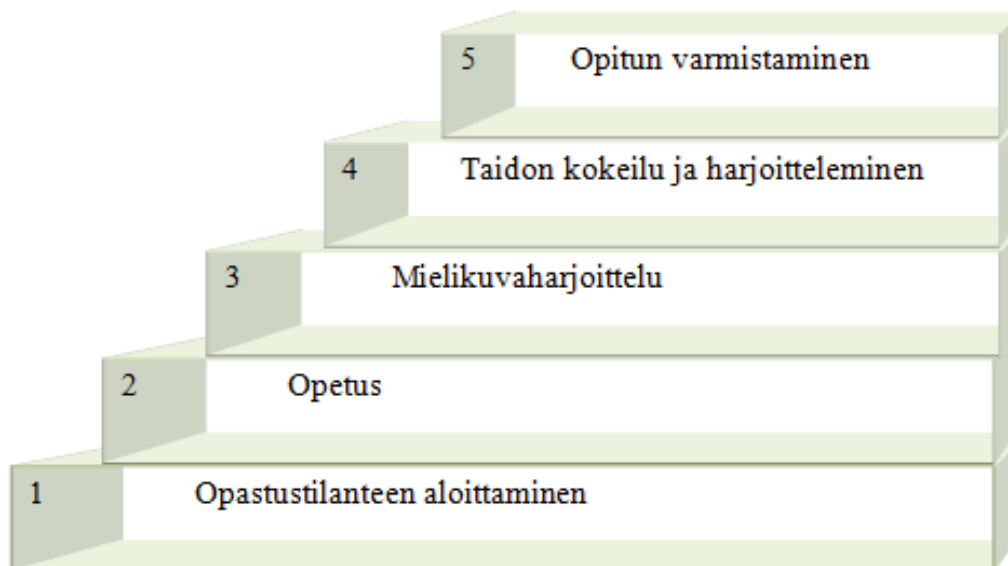 5 Opitun varmistaminen
4 Taidon kokeilu ja harjoitteleminen
3 Mielikuvaharjoittelu
2 Opetus
1 Opastustilanteen aloittaminen